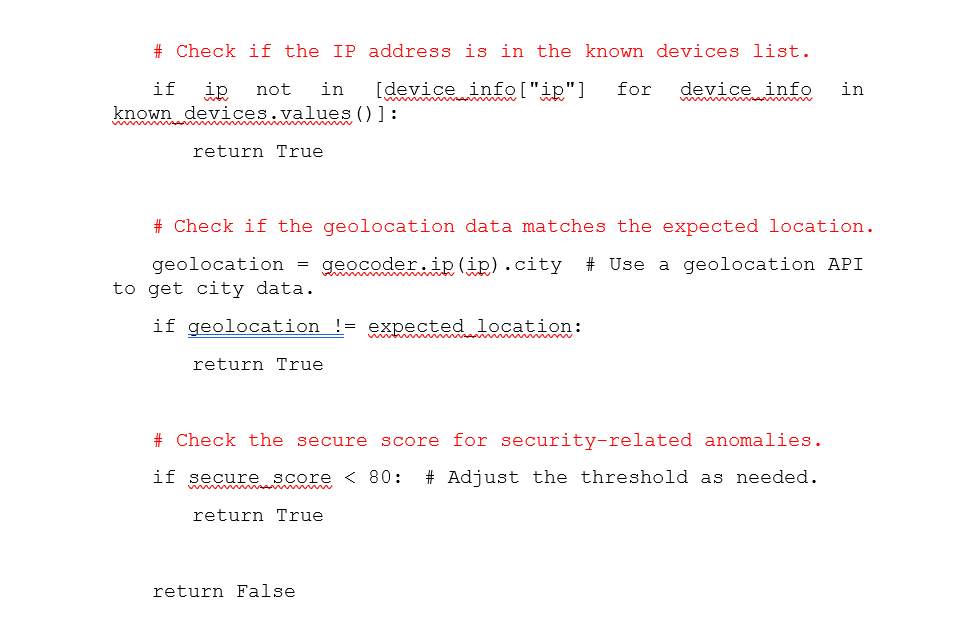 # Check if the IP address is in the known devices list.
if ip not in [device_info["ip"] for device_info in
known_devices.values()]:
return True
# Check if the geolocation data matches the expected location.
geolocation = geocoder.ip(ip).city # Use a geolocation API
to get city data.
if geolocation != expected_location:
return True
# Check the secure score for security-related anomalies.
if secure_score < 80: # Adjust the threshold as needed.
return True
return False